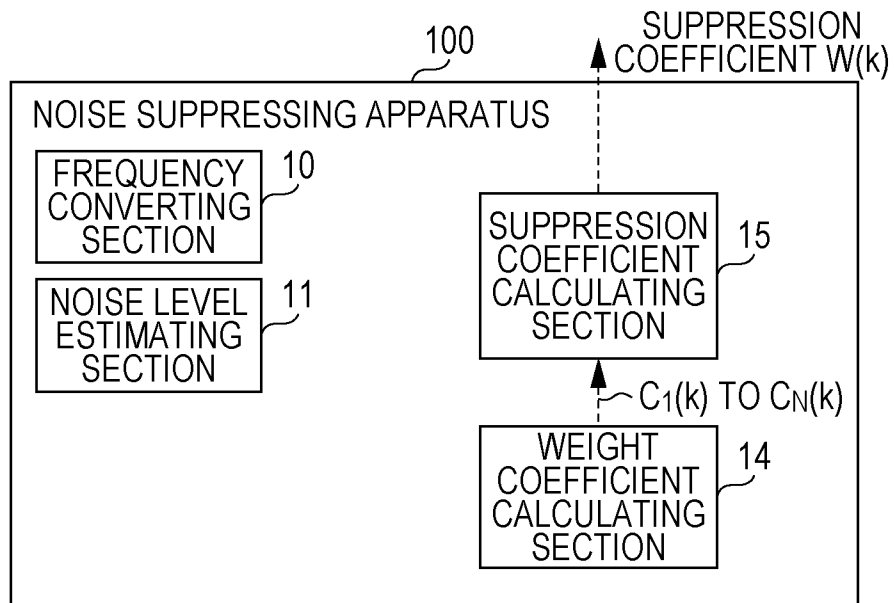 SUPPRESSION
COEFFICIENT W(k)
100
NOISE SUPPRESSING APPARATUS
FREQUENCY
CONVERTING
SECTION
10
NOISE LEVEL
ESTIMATING
SECTION
11
SUPPRESSION
COEFFICIENT
CALCULATING
SECTION
15
C1(k) TO CN(k)
WEIGHT
COEFFICIENT
CALCULATING
SECTION
14